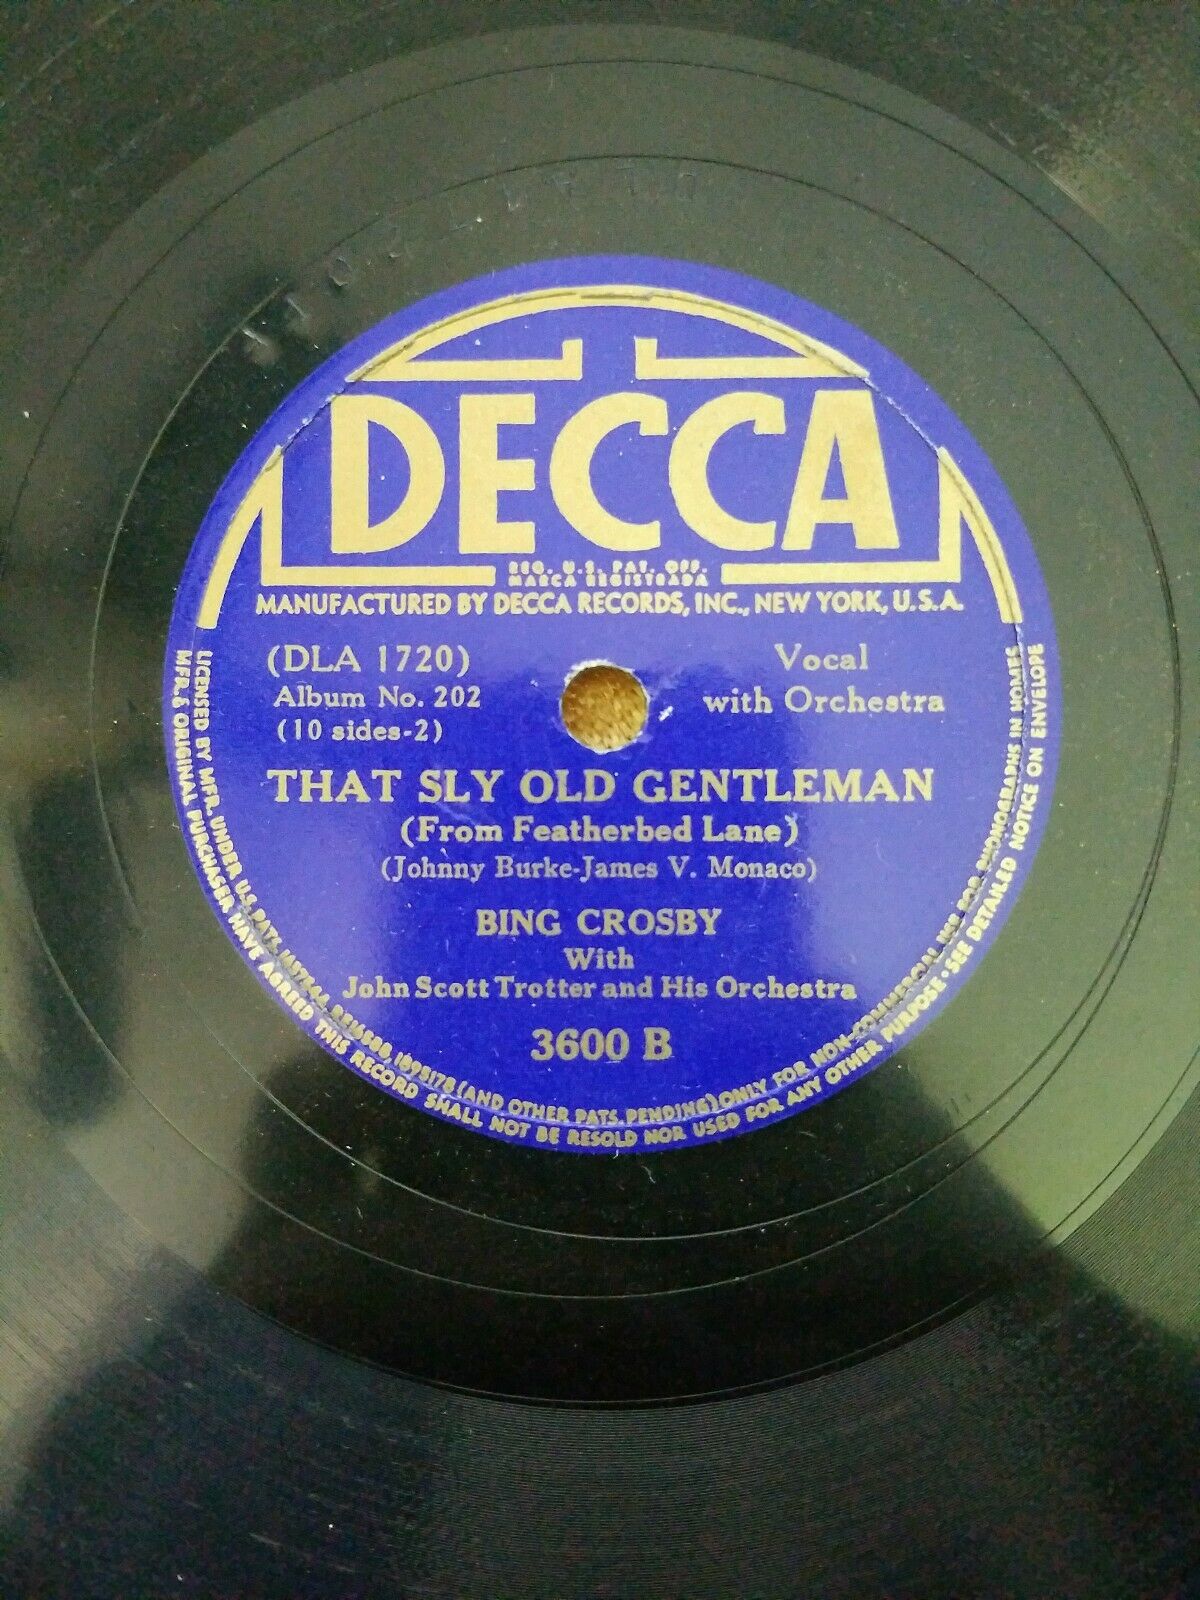 DECCA
REG. U.S. PAT. OFF.
MARCA REGISTRADA
MANUFACTURED BY DECCA RECORDS, INC., NEW YORK, U.S.A.
(DLA 1720)
Album No. 202
(10 sides-2)
Vocal
with Orchestra
THAT SLY OLD GENTLEMAN
(From Featherbed Lane)
(Johnny Burke-James V. Monaco)
BING CROSBY
With
John Scott Trotter and His Orchestra
3600 B
LICENSED BY MFR. UNDER U.S. PATS. 1895178 (AND OTHER PATS. PENDING) ONLY FOR NON-COMMERCIAL USE FOR PHONOGRAPHS IN HOMES.
MFR. & ORIGINAL PURCHASER HAVE AGREED THIS RECORD SHALL NOT BE RESOLD NOR USED FOR ANY OTHER PURPOSE • SEE DETAILED NOTICE ON ENVELOPE